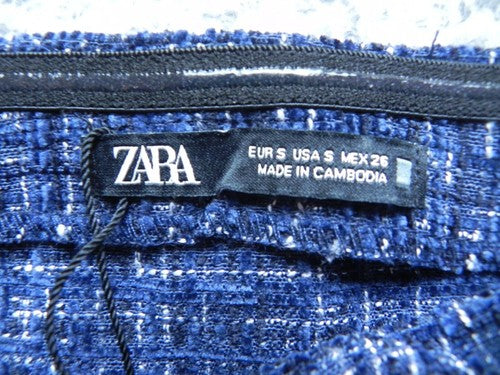 ZARA
EUR S USA S MEX 26
MADE IN CAMBODIA